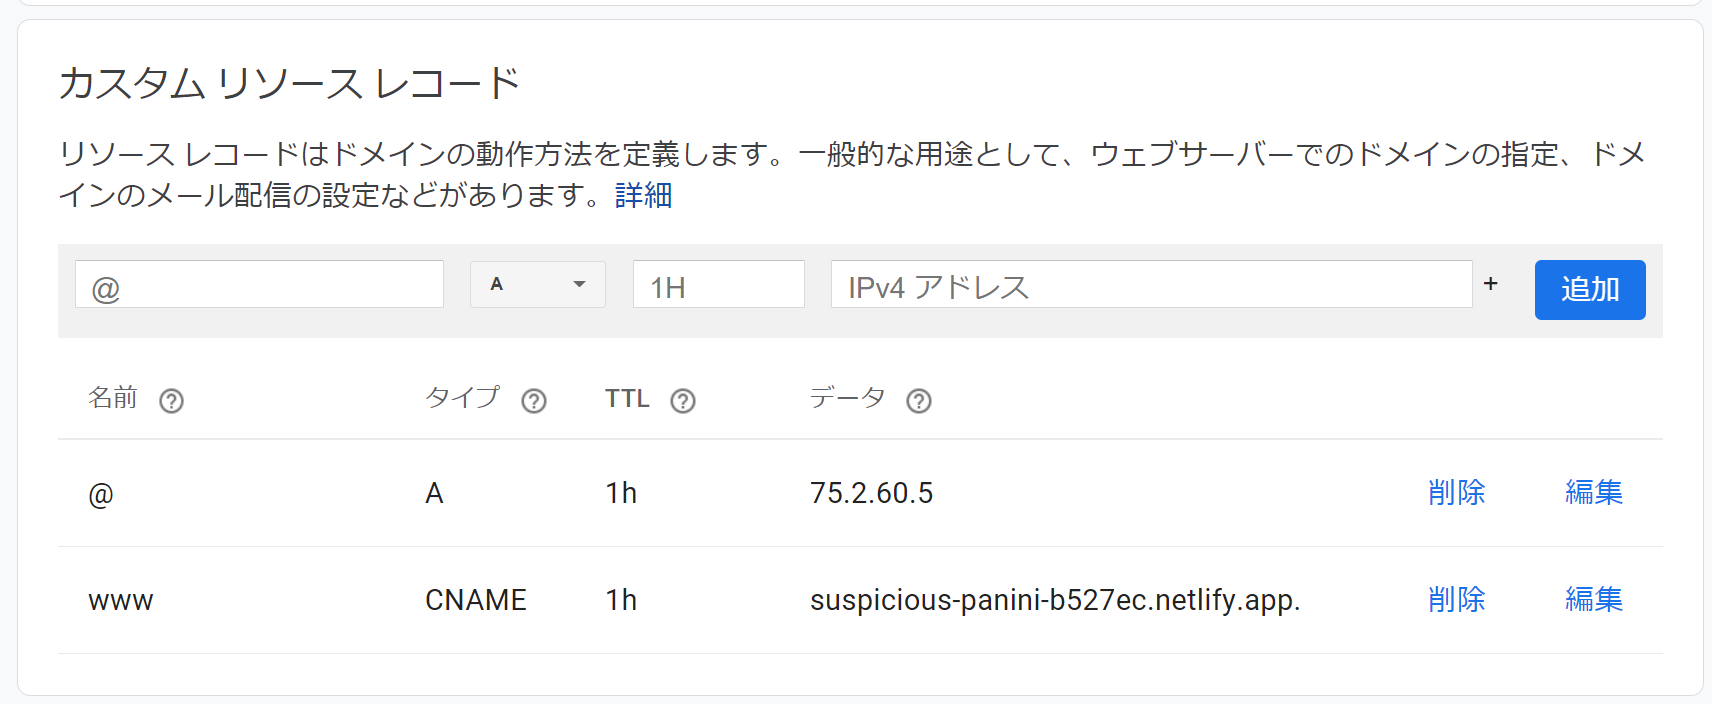 カスタム リソース レコード
リソース レコードはドメインの動作方法を定義します。一般的な用途として、ウェブサーバーでのドメインの指定、ドメ
インのメール配信の設定などがあります。詳細
@ A 1H IPv4 アドレス + 追加
名前 ? タイプ ? TTL ? データ ?
@ A 1h 75.2.60.5 削除 編集
www CNAME 1h suspicious-panini-b527ec.netlify.app. 削除 編集